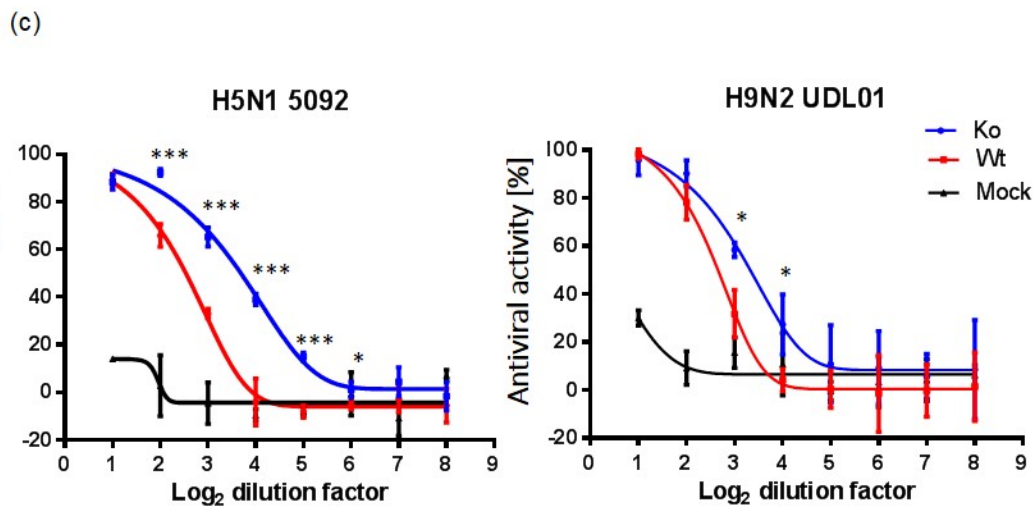 (c)
H5N1 5092
H9N2 UDL01
Ko
Wt
Mock
100
80
60
40
20
0
-20
***
***
***
***
*
0 1 2 3 4 5 6 7 8 9
Log2 dilution factor
Antiviral activity [%]
100
80
60
40
20
0
-20
*
*
0 1 2 3 4 5 6 7 8 9
Log2 dilution factor